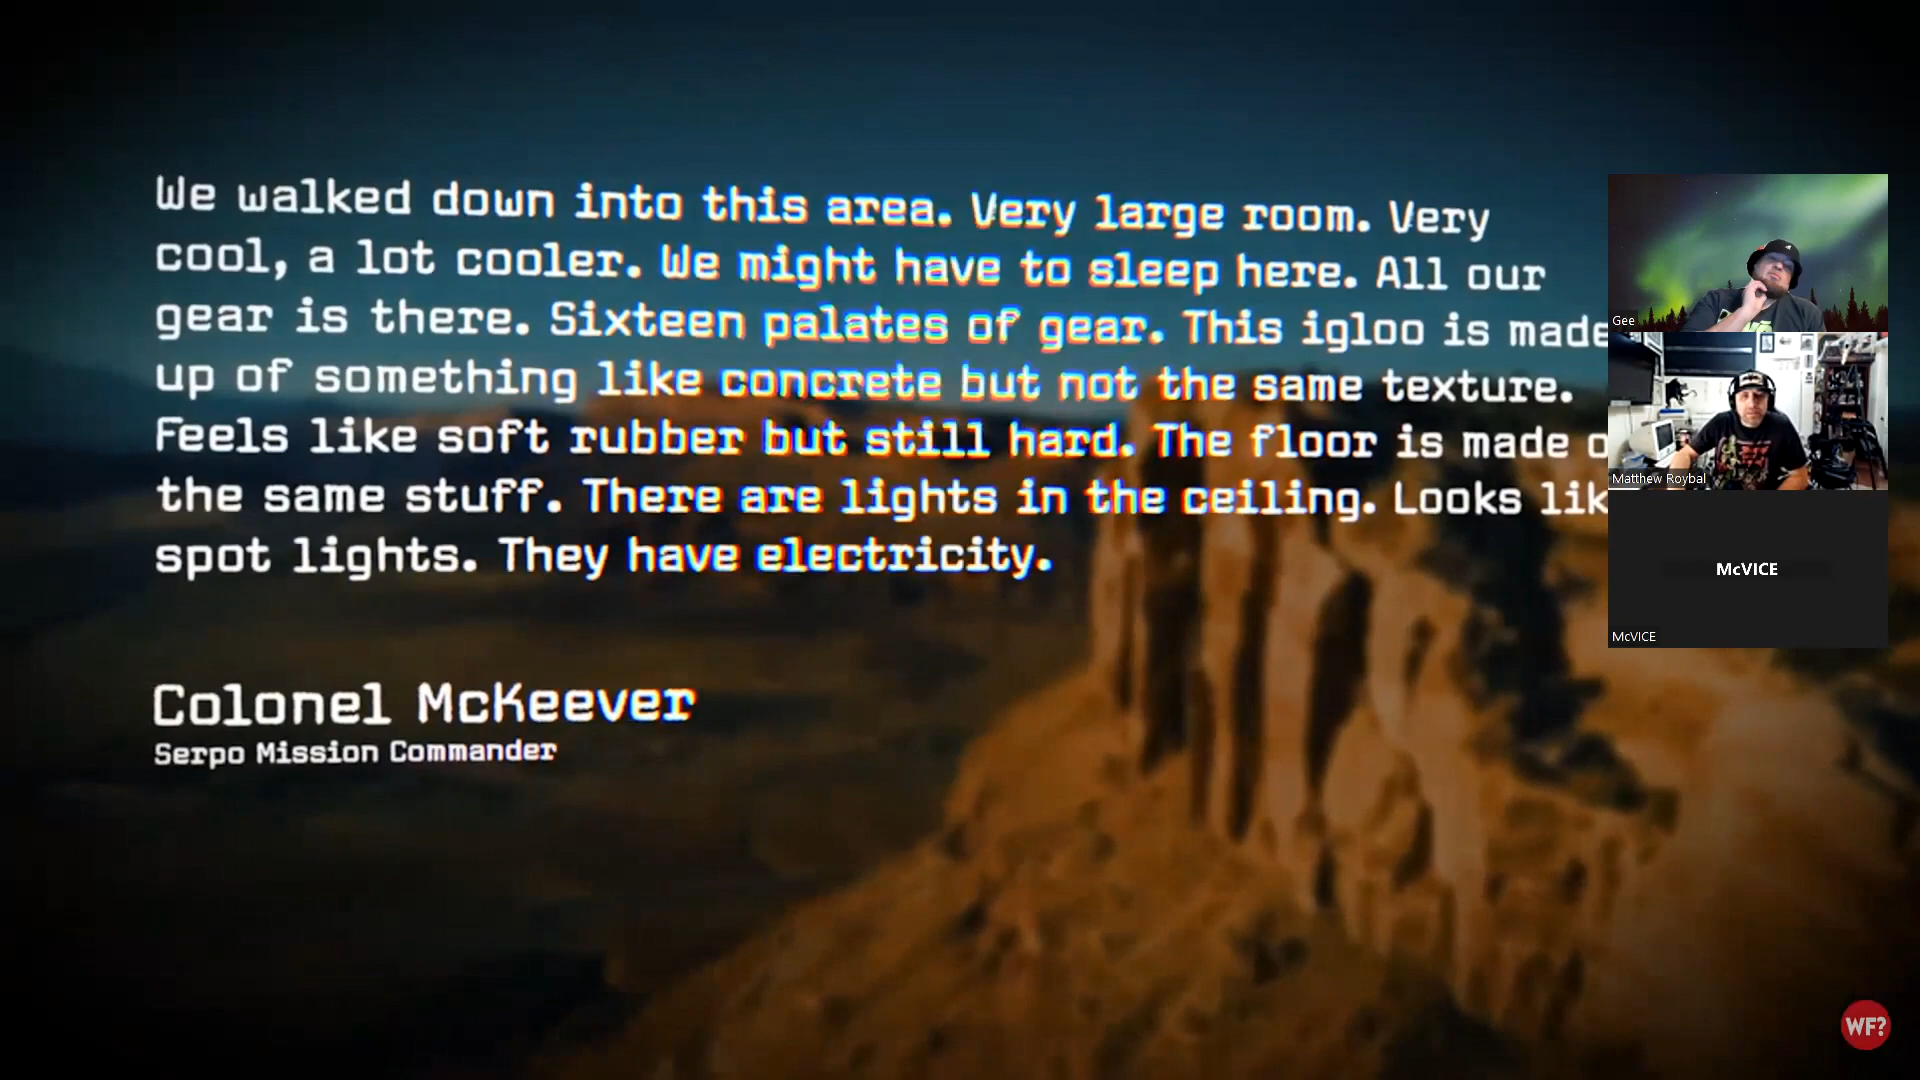 We walked down into this area. Very large room. Very
cool, a lot cooler. We might have to sleep here. All our
gear is there. Sixteen palates of gear. This igloo is made
up of something like concrete but not the same texture.
Feels like soft rubber but still hard. The floor is made
the same stuff. There are lights in the ceiling. Looks
spot lights. They have electricity.
Colonel McKeever
Serpo Mission Commander
Gee
Matthew Roybal
McVICE
McVICE
WF?